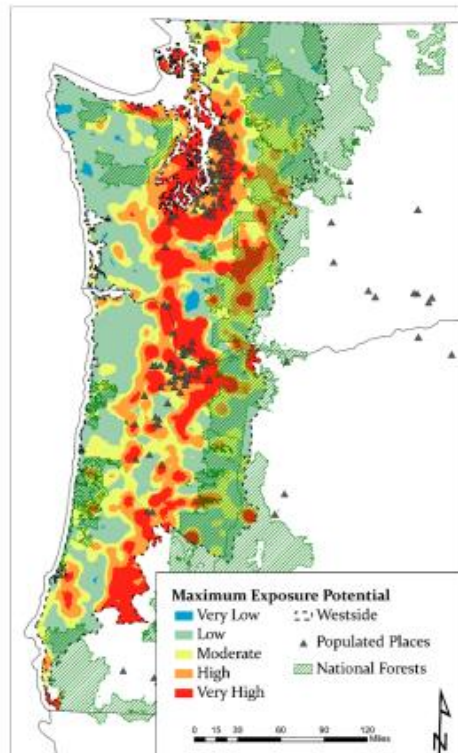 Maximum Exposure Potential
Very Low
Low
Moderate
High
Very High
Westside
Populated Places
National Forests
0 15 30 60 90 120
Miles
N